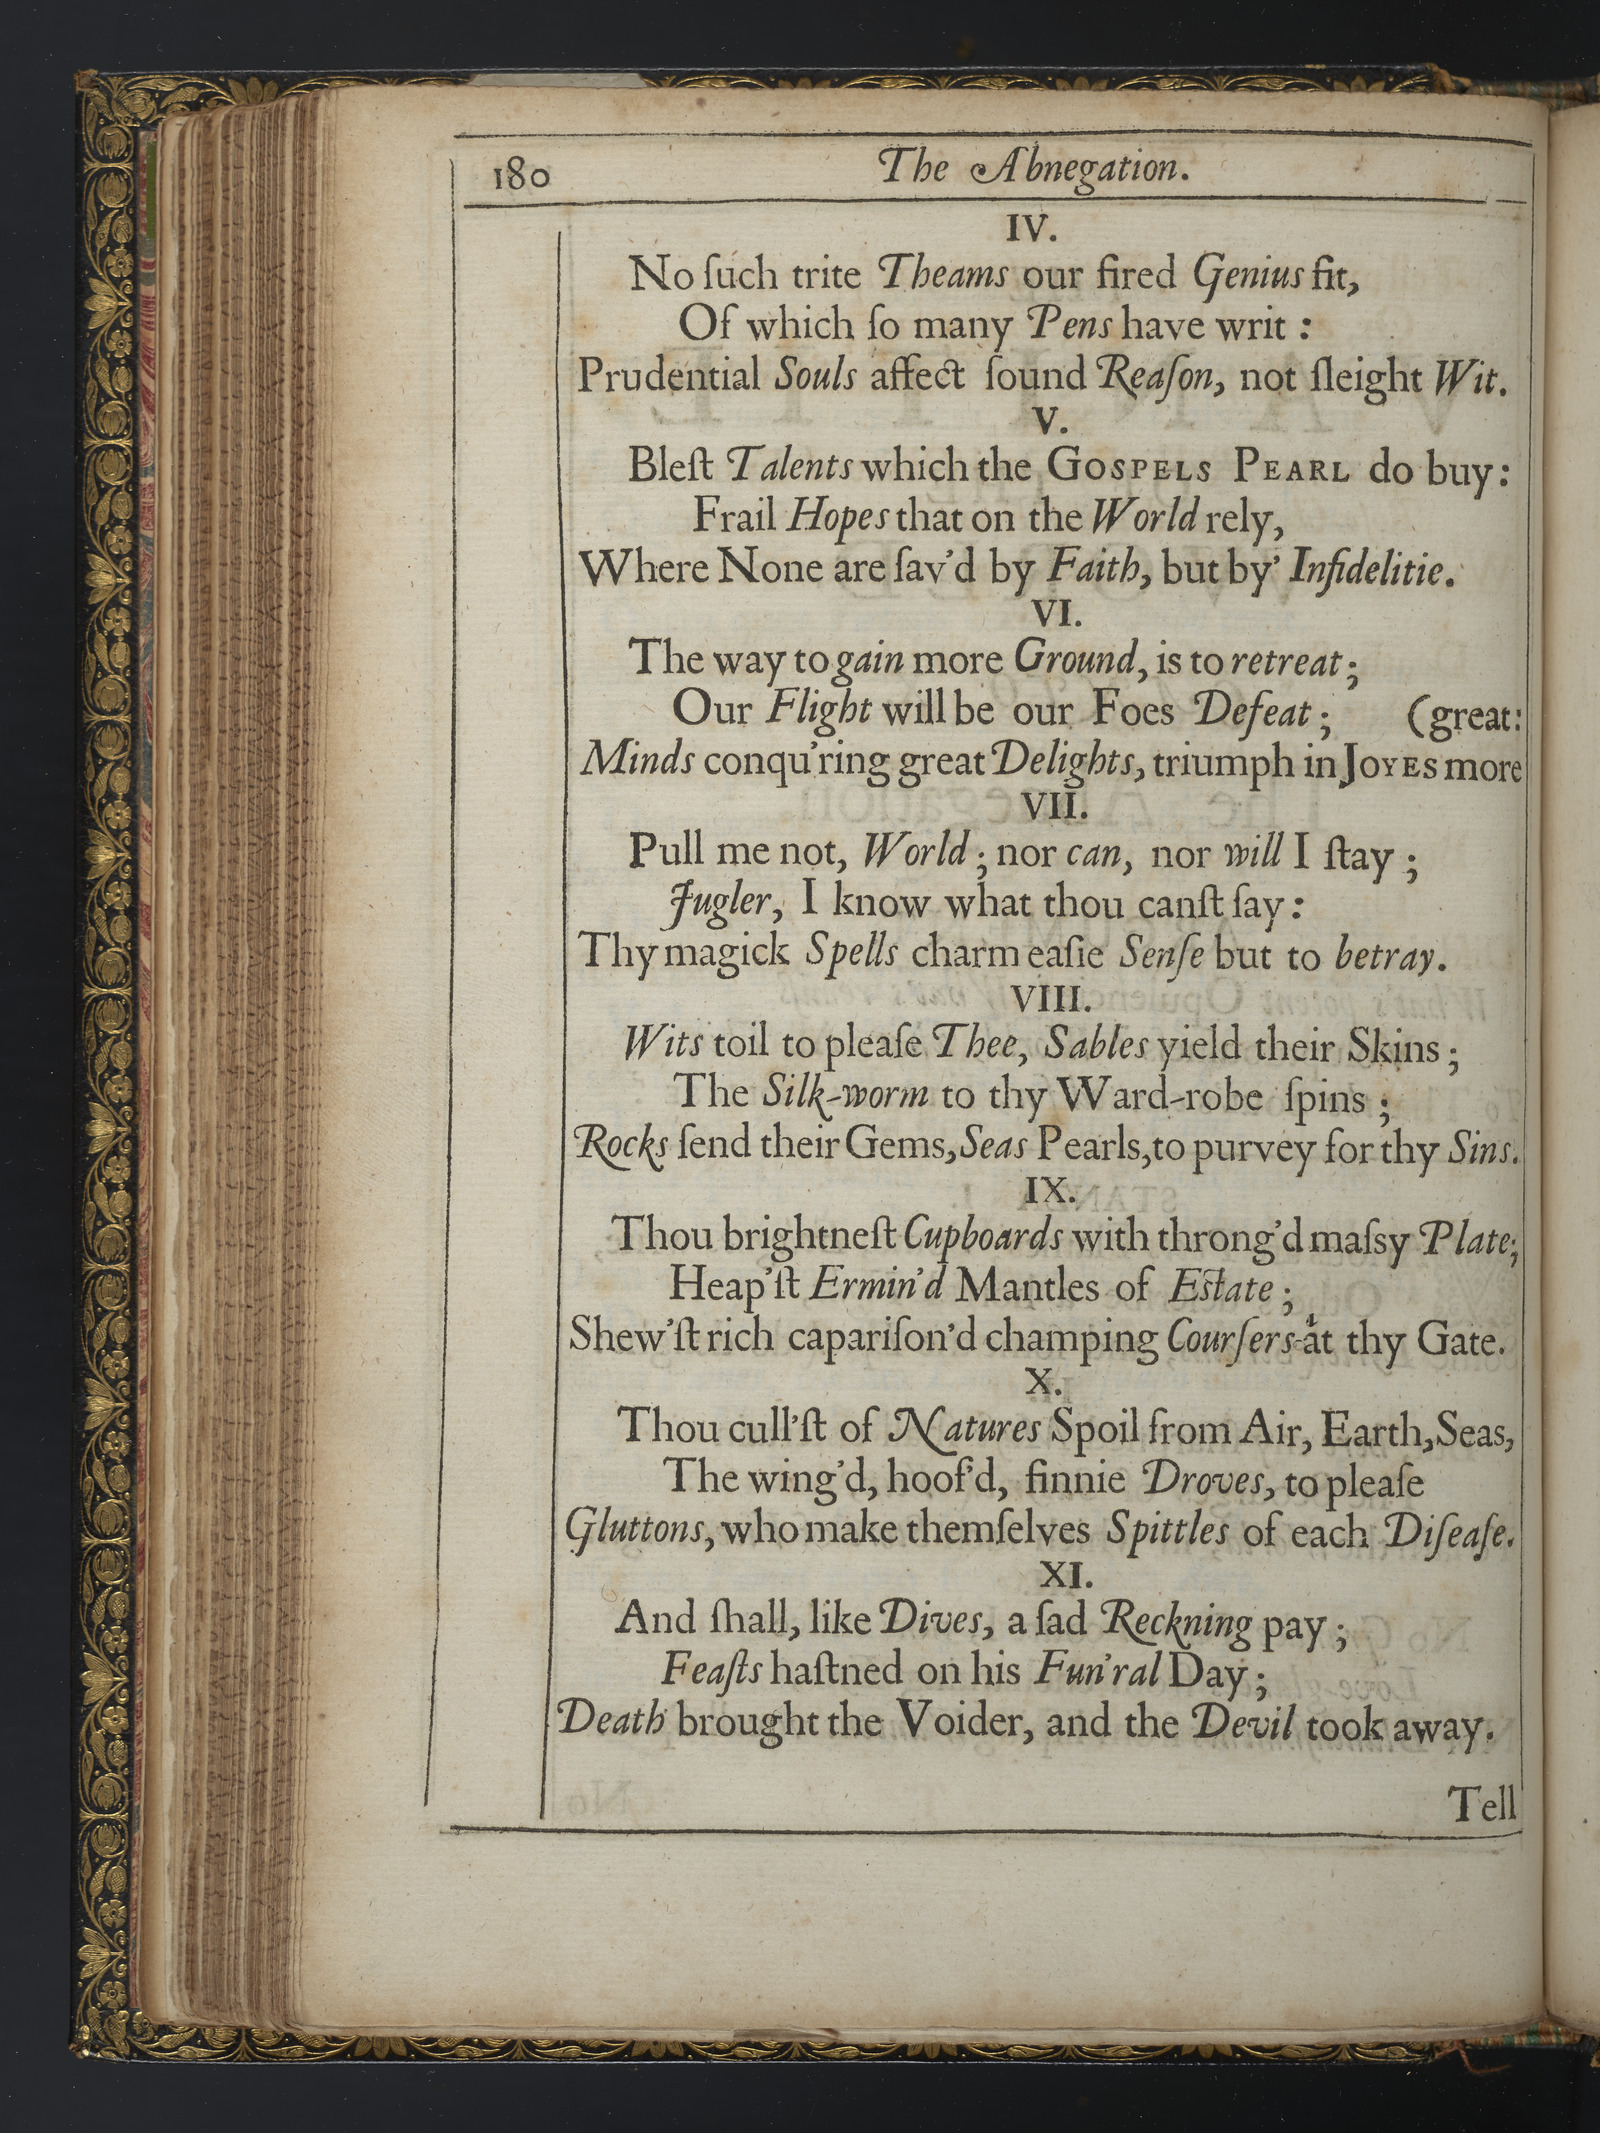 180 The Abnegation.
IV.
No ſuch trite Theams our fired Genius fit,
Of which ſo many Pens have writ :
Prudential Souls affect ſound Reaſon, not ſleight Wit.
V.
Bleſt Talents which the GOSPELS PEARL do buy:
Frail Hopes that on the World rely,
Where None are ſav'd by Faith, but by' Infidelitie.
VI.
The way to gain more Ground, is to retreat;
Our Flight will be our Foes Defeat; (great:
Minds conqu'ring great Delights, triumph in JOYES more
VII.
Pull me not, World; nor can, nor will I ſtay;
Jugler, I know what thou canſt ſay:
Thy magick Spells charm eaſie Senſe but to betray.
VIII.
Wits toil to pleaſe Thee, Sables yield their Skins;
The Silk-worm to thy Ward-robe ſpins;
Rocks ſend their Gems, Seas Pearls, to purvey for thy Sins.
IX.
Thou brightneſt Cupboards with throng'd maſsy Plate;
Heap'ſt Ermin'd Mantles of Eſtate;
Shew'ſt rich capariſon'd champing Courſers at thy Gate.
X.
Thou cull'ſt of Natures Spoil from Air, Earth, Seas,
The wing'd, hoof'd, finnie Droves, to pleaſe
Gluttons, who make themſelves Spittles of each Diſeaſe.
XI.
And ſhall, like Dives, a ſad Reckning pay;
Feaſts haſtned on his Fun'ral Day;
Death brought the Voider, and the Devil took away.
Tell